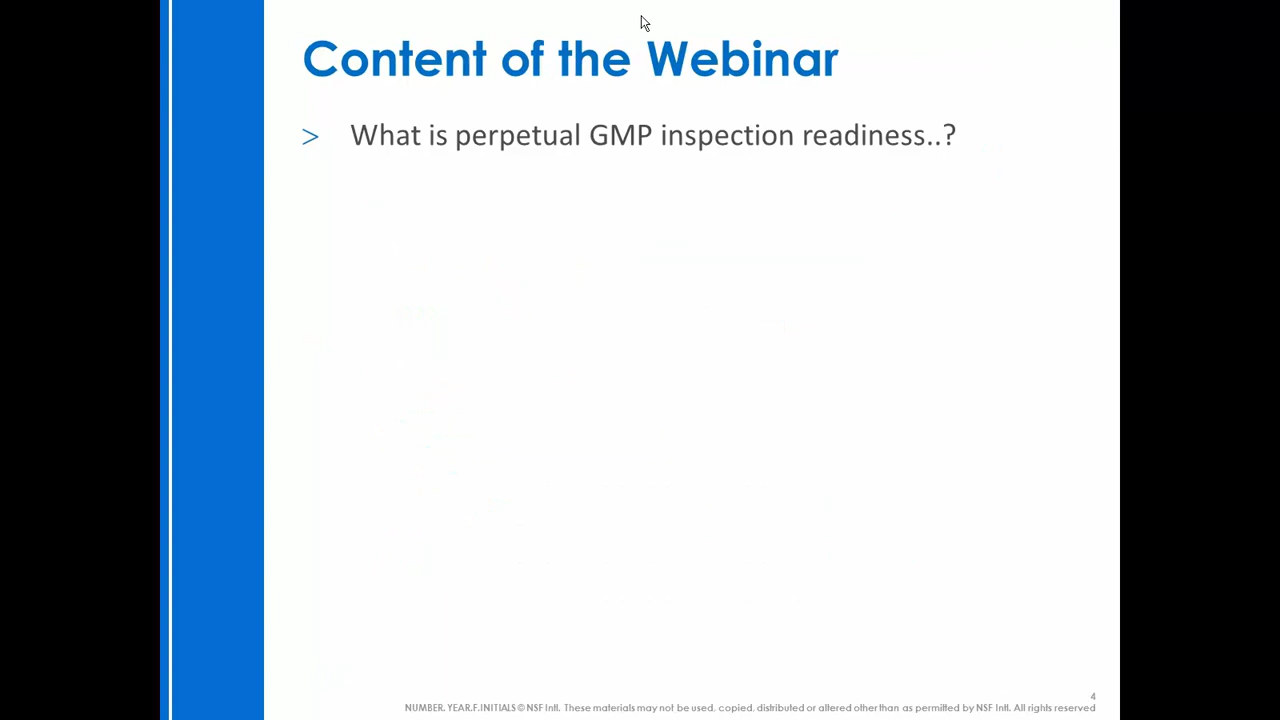 Content of the Webinar
> What is perpetual GMP inspection readiness..?
4
NUMBER. YEAR.F.INITIALS © NSF Intl. These materials may not be used, copied, distributed or altered other than as permitted by NSF Intl. All rights reserved